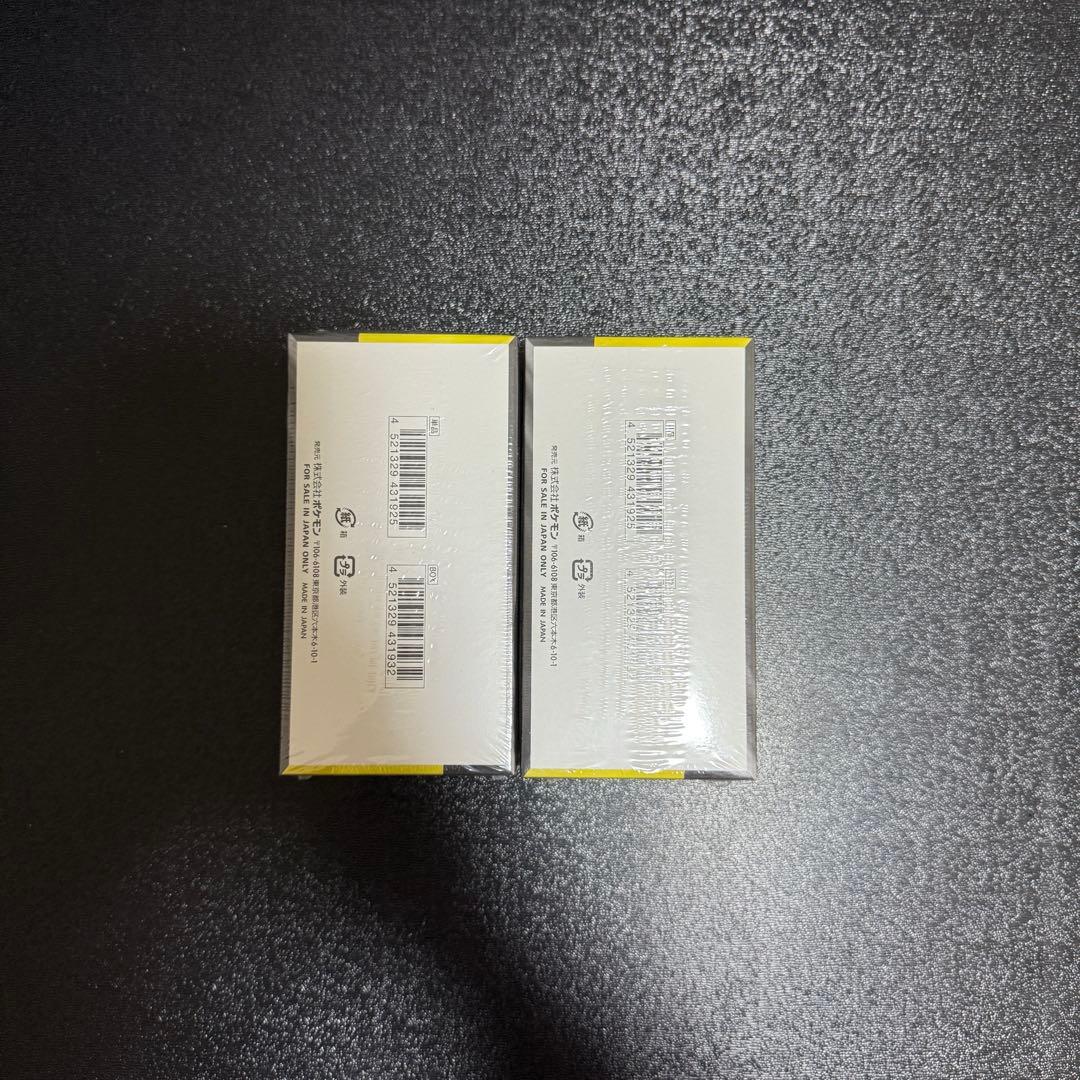 単品
4 521329 431925
BOX
4 521329 431932
紙
箱
プラ
外装
発売元 株式会社 ポケモン 〒106-6108 東京都港区六本木6-10-1
FOR SALE IN JAPAN ONLY MADE IN JAPAN
単品
4 521329 431925
紙
箱
プラ
外装
発売元 株式会社 ポケモン 〒106-6108 東京都港区六本木6-10-1
FOR SALE IN JAPAN ONLY MADE IN JAPAN